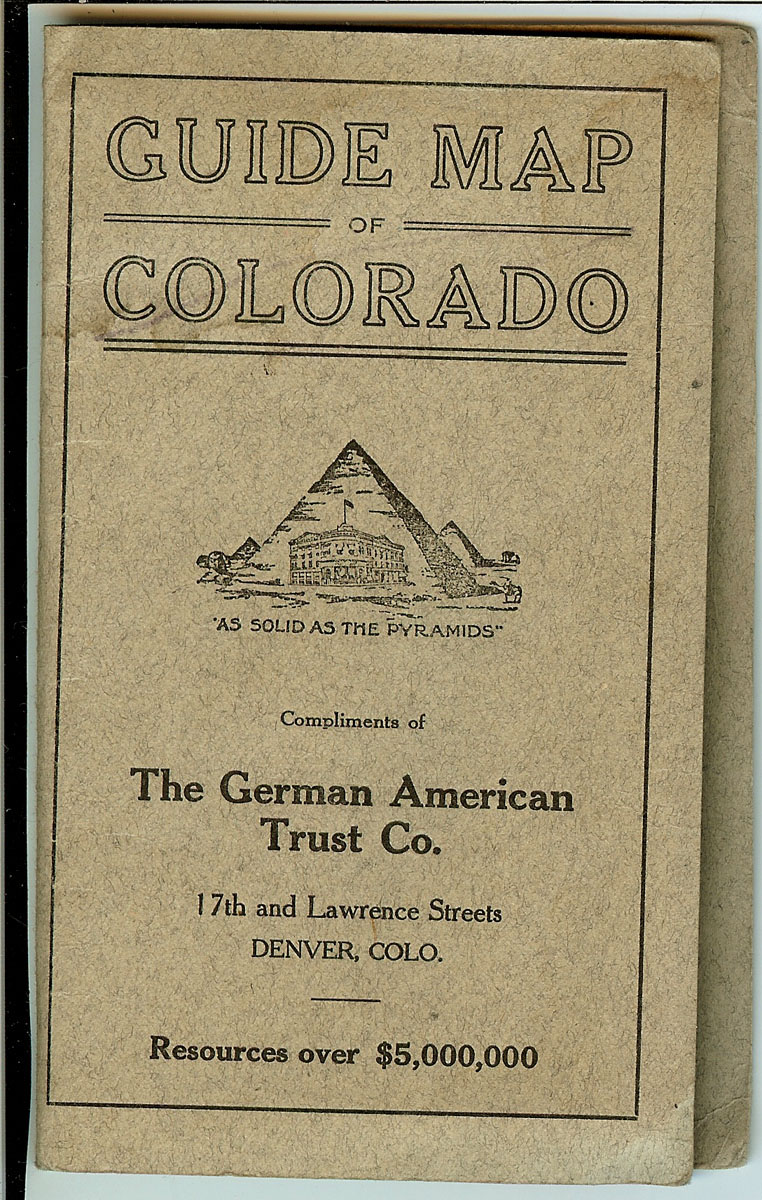 GUIDE MAP
OF
COLORADO
"AS SOLID AS THE PYRAMIDS"
Compliments of
The German American
Trust Co.
17th and Lawrence Streets
DENVER, COLO.
Resources over $5,000,000